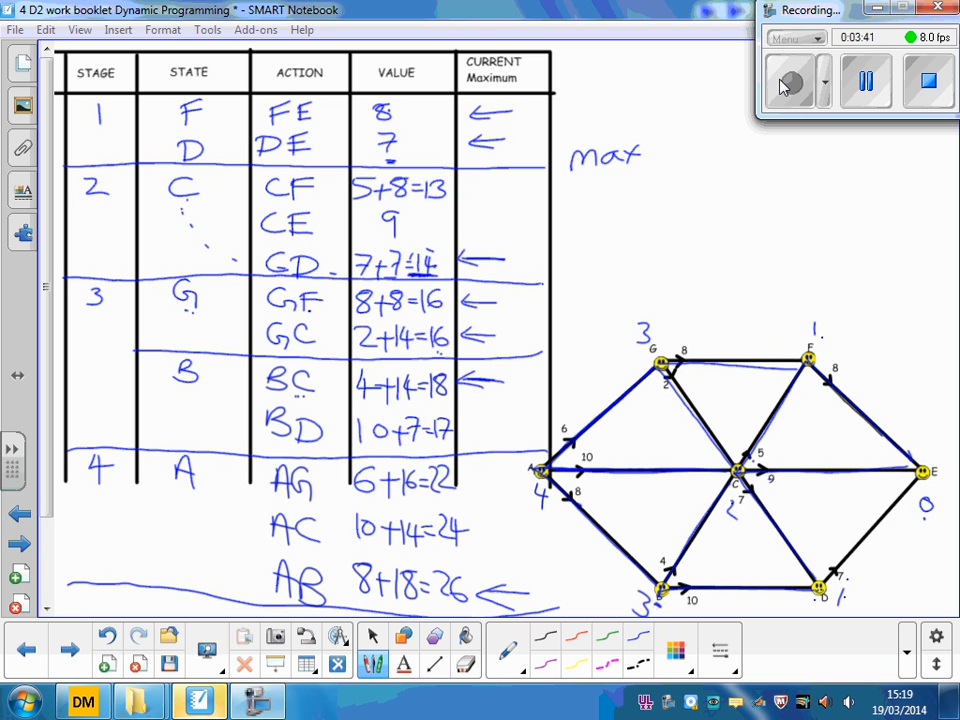 4 D2 work booklet Dynamic Programming * - SMART Notebook
Recording...
File Edit View Insert Format Tools Add-ons Help
Menu 0:03:41 8.0 fps
STAGE STATE ACTION VALUE CURRENT Maximum
1 F FE 8 ←
D DE 7 ←
max
2 C CF 5+8=13
CE 9
GD 7+7=14 ←
3 G GF 8+8=16 ←
GC 2+14=16 ←
B BC 4+14=18 ←
BD 10+7=17
4 A AG 6+16=22
AC 10+14=24
AB 8+18=26 ←
3 1
G 8 F
2 8
6 5
A 10 C 9 E
4 8 2 7 0
4 7
B 10 D
3 1
A
DM
15:19
19/03/2014